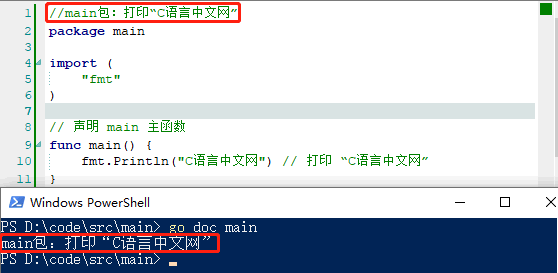 1 //main包：打印“C语言中文网”
2 package main
3
4 import (
5 "fmt"
6 )
7
8 // 声明 main 主函数
9 func main() {
10 fmt.Println("C语言中文网") // 打印 “C语言中文网”
11 }
Windows PowerShell
PS D:\code\src\main> go doc main
main包：打印“C语言中文网”
PS D:\code\src\main> _